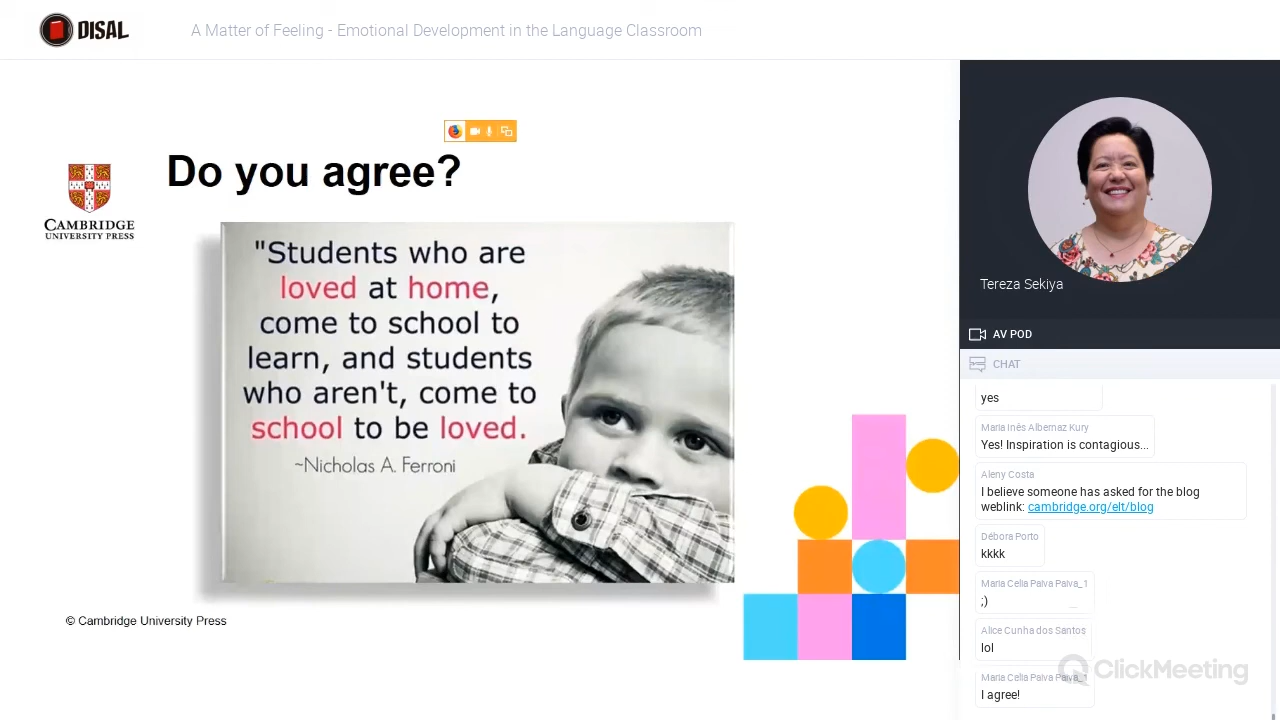 DISAL
A Matter of Feeling - Emotional Development in the Language Classroom
Do you agree?
CAMBRIDGE
UNIVERSITY PRESS
"Students who are
loved at home,
come to school to
learn, and students
who aren't, come to
school to be loved.
~Nicholas A. Ferroni
© Cambridge University Press
Tereza Sekiya
AV POD
CHAT
yes
Maria Inês Albernaz Kury
Yes! Inspiration is contagious...
Aleny Costa
I believe someone has asked for the blog
weblink: cambridge.org/elt/blog
Débora Porto
kkkk
Maria Celia Paiva Paiva_1
;)
Alice Cunha dos Santos
lol
Maria Celia Paiva Paiva_1
I agree!
ClickMeeting